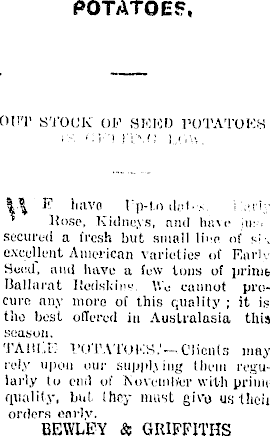 POTATOES.
OUT STOCK OF SEED POTATOES
IS GETTING LOW.
WE have Up-to-dates, Early
Rose, Kidneys, and have just
secured a fresh but small line of six
excellent American varieties of Early
Seed, and have a few tons of prime
Ballarat Redskins. We cannot pro-
cure any more of this quality; it is
the best offered in Australasia this
season.
TABLE POTATOES.—Clients may
rely upon our supplying them regu-
larly to end of November with prime
quality, but they must give us their
orders early.
BEWLEY & GRIFFITHS